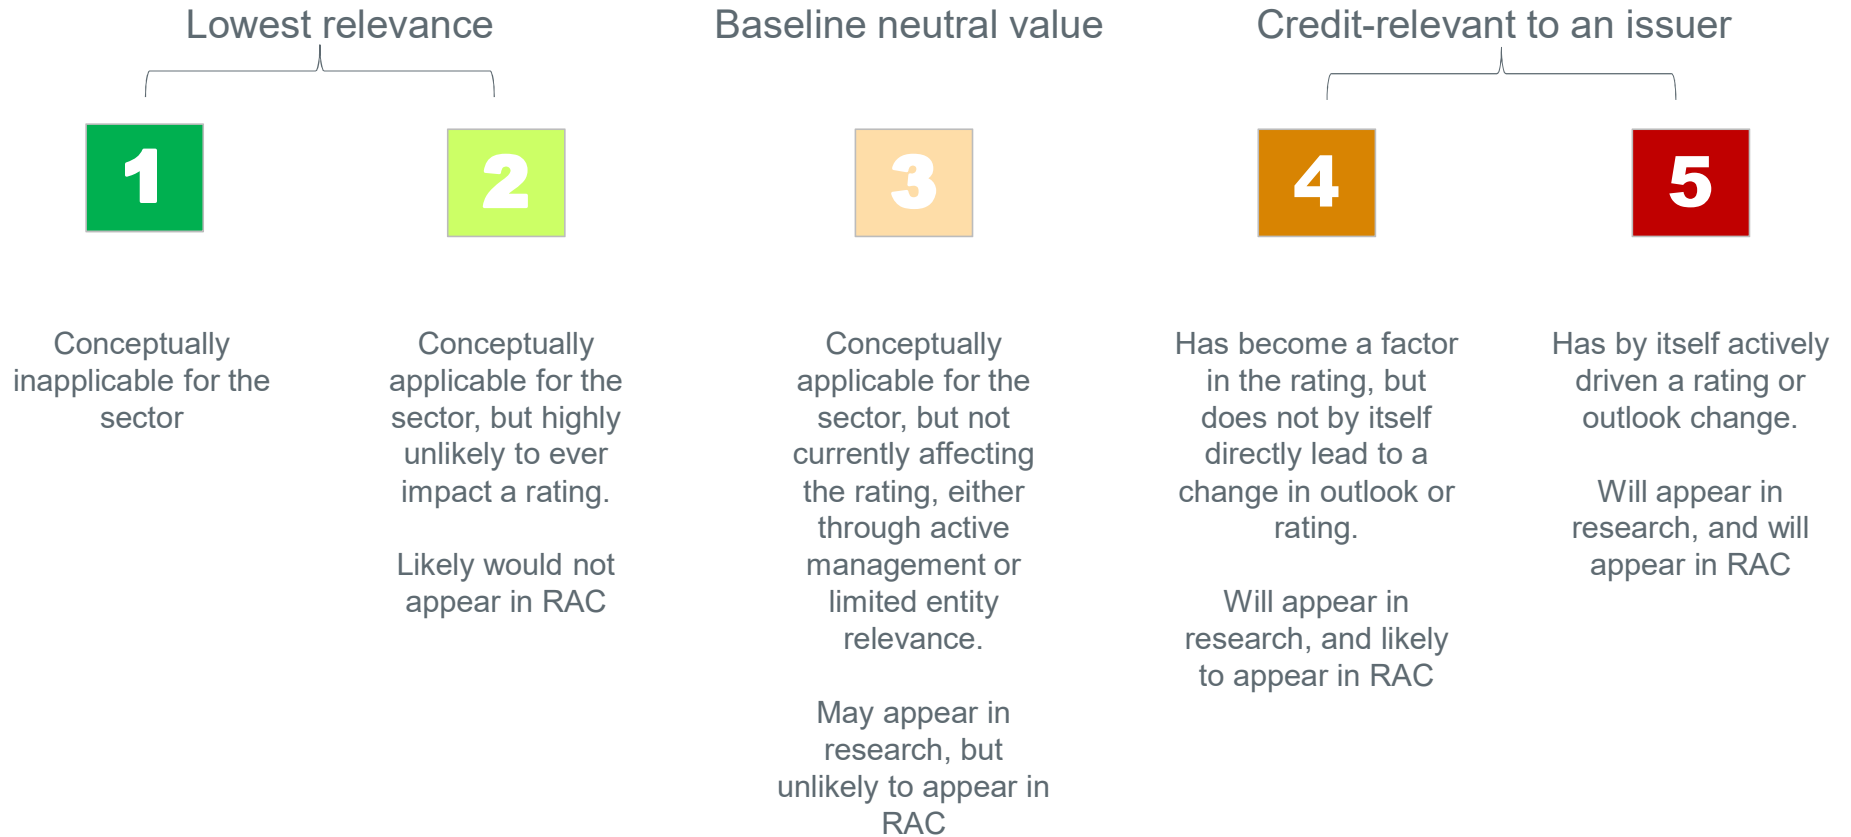 Lowest relevance
Baseline neutral value
Credit-relevant to an issuer
1
2
3
4
5
Conceptually
inapplicable for the
sector
Conceptually
applicable for the
sector, but highly
unlikely to ever
impact a rating.
Likely would not
appear in RAC
Conceptually
applicable for the
sector, but not
currently affecting
the rating, either
through active
management or
limited entity
relevance.
May appear in
research, but
unlikely to appear in
RAC
Has become a factor
in the rating, but
does not by itself
directly lead to a
change in outlook or
rating.
Will appear in
research, and likely
to appear in RAC
Has by itself actively
driven a rating or
outlook change.
Will appear in
research, and will
appear in RAC